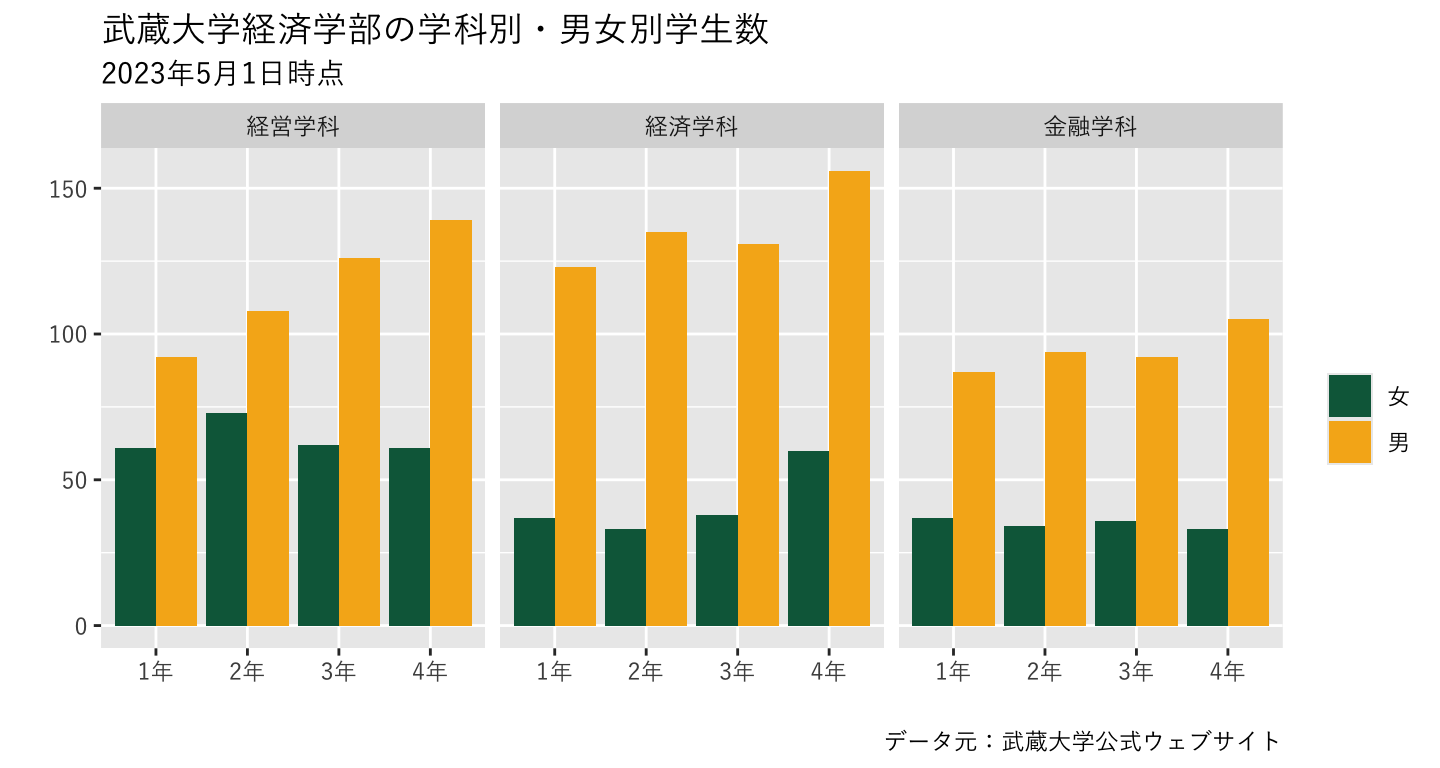 武蔵大学経済学部の学科別・男女別学生数
2023年5月1日時点
経営学科 経済学科 金融学科
150
100
50
0
1年 2年 3年 4年 1年 2年 3年 4年 1年 2年 3年 4年
女
男
データ元：武蔵大学公式ウェブサイト